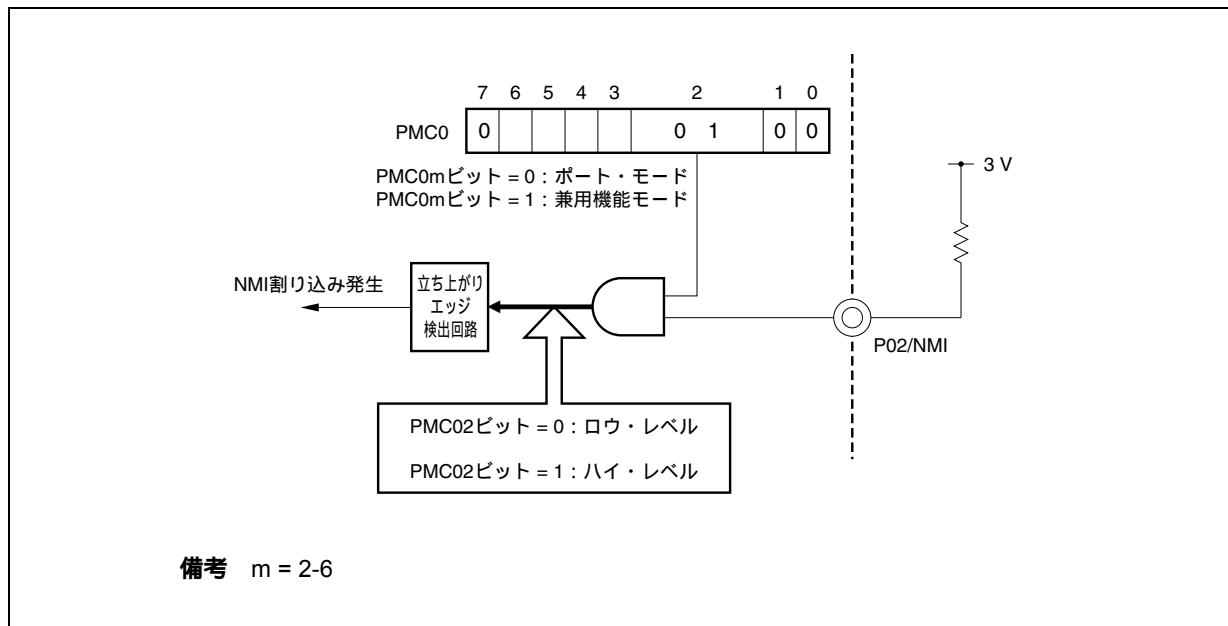 7 6 5 4 3 2 1 0
PMC0 0 0 1 0 0
PMC0mビット = 0:ポート・モード
PMC0mビット = 1:兼用機能モード
3 V
NMI割り込み発生
立ち上がり
エッジ
検出回路
P02/NMI
PMC02ビット = 0:ロウ・レベル
PMC02ビット = 1:ハイ・レベル
備考 m = 2-6